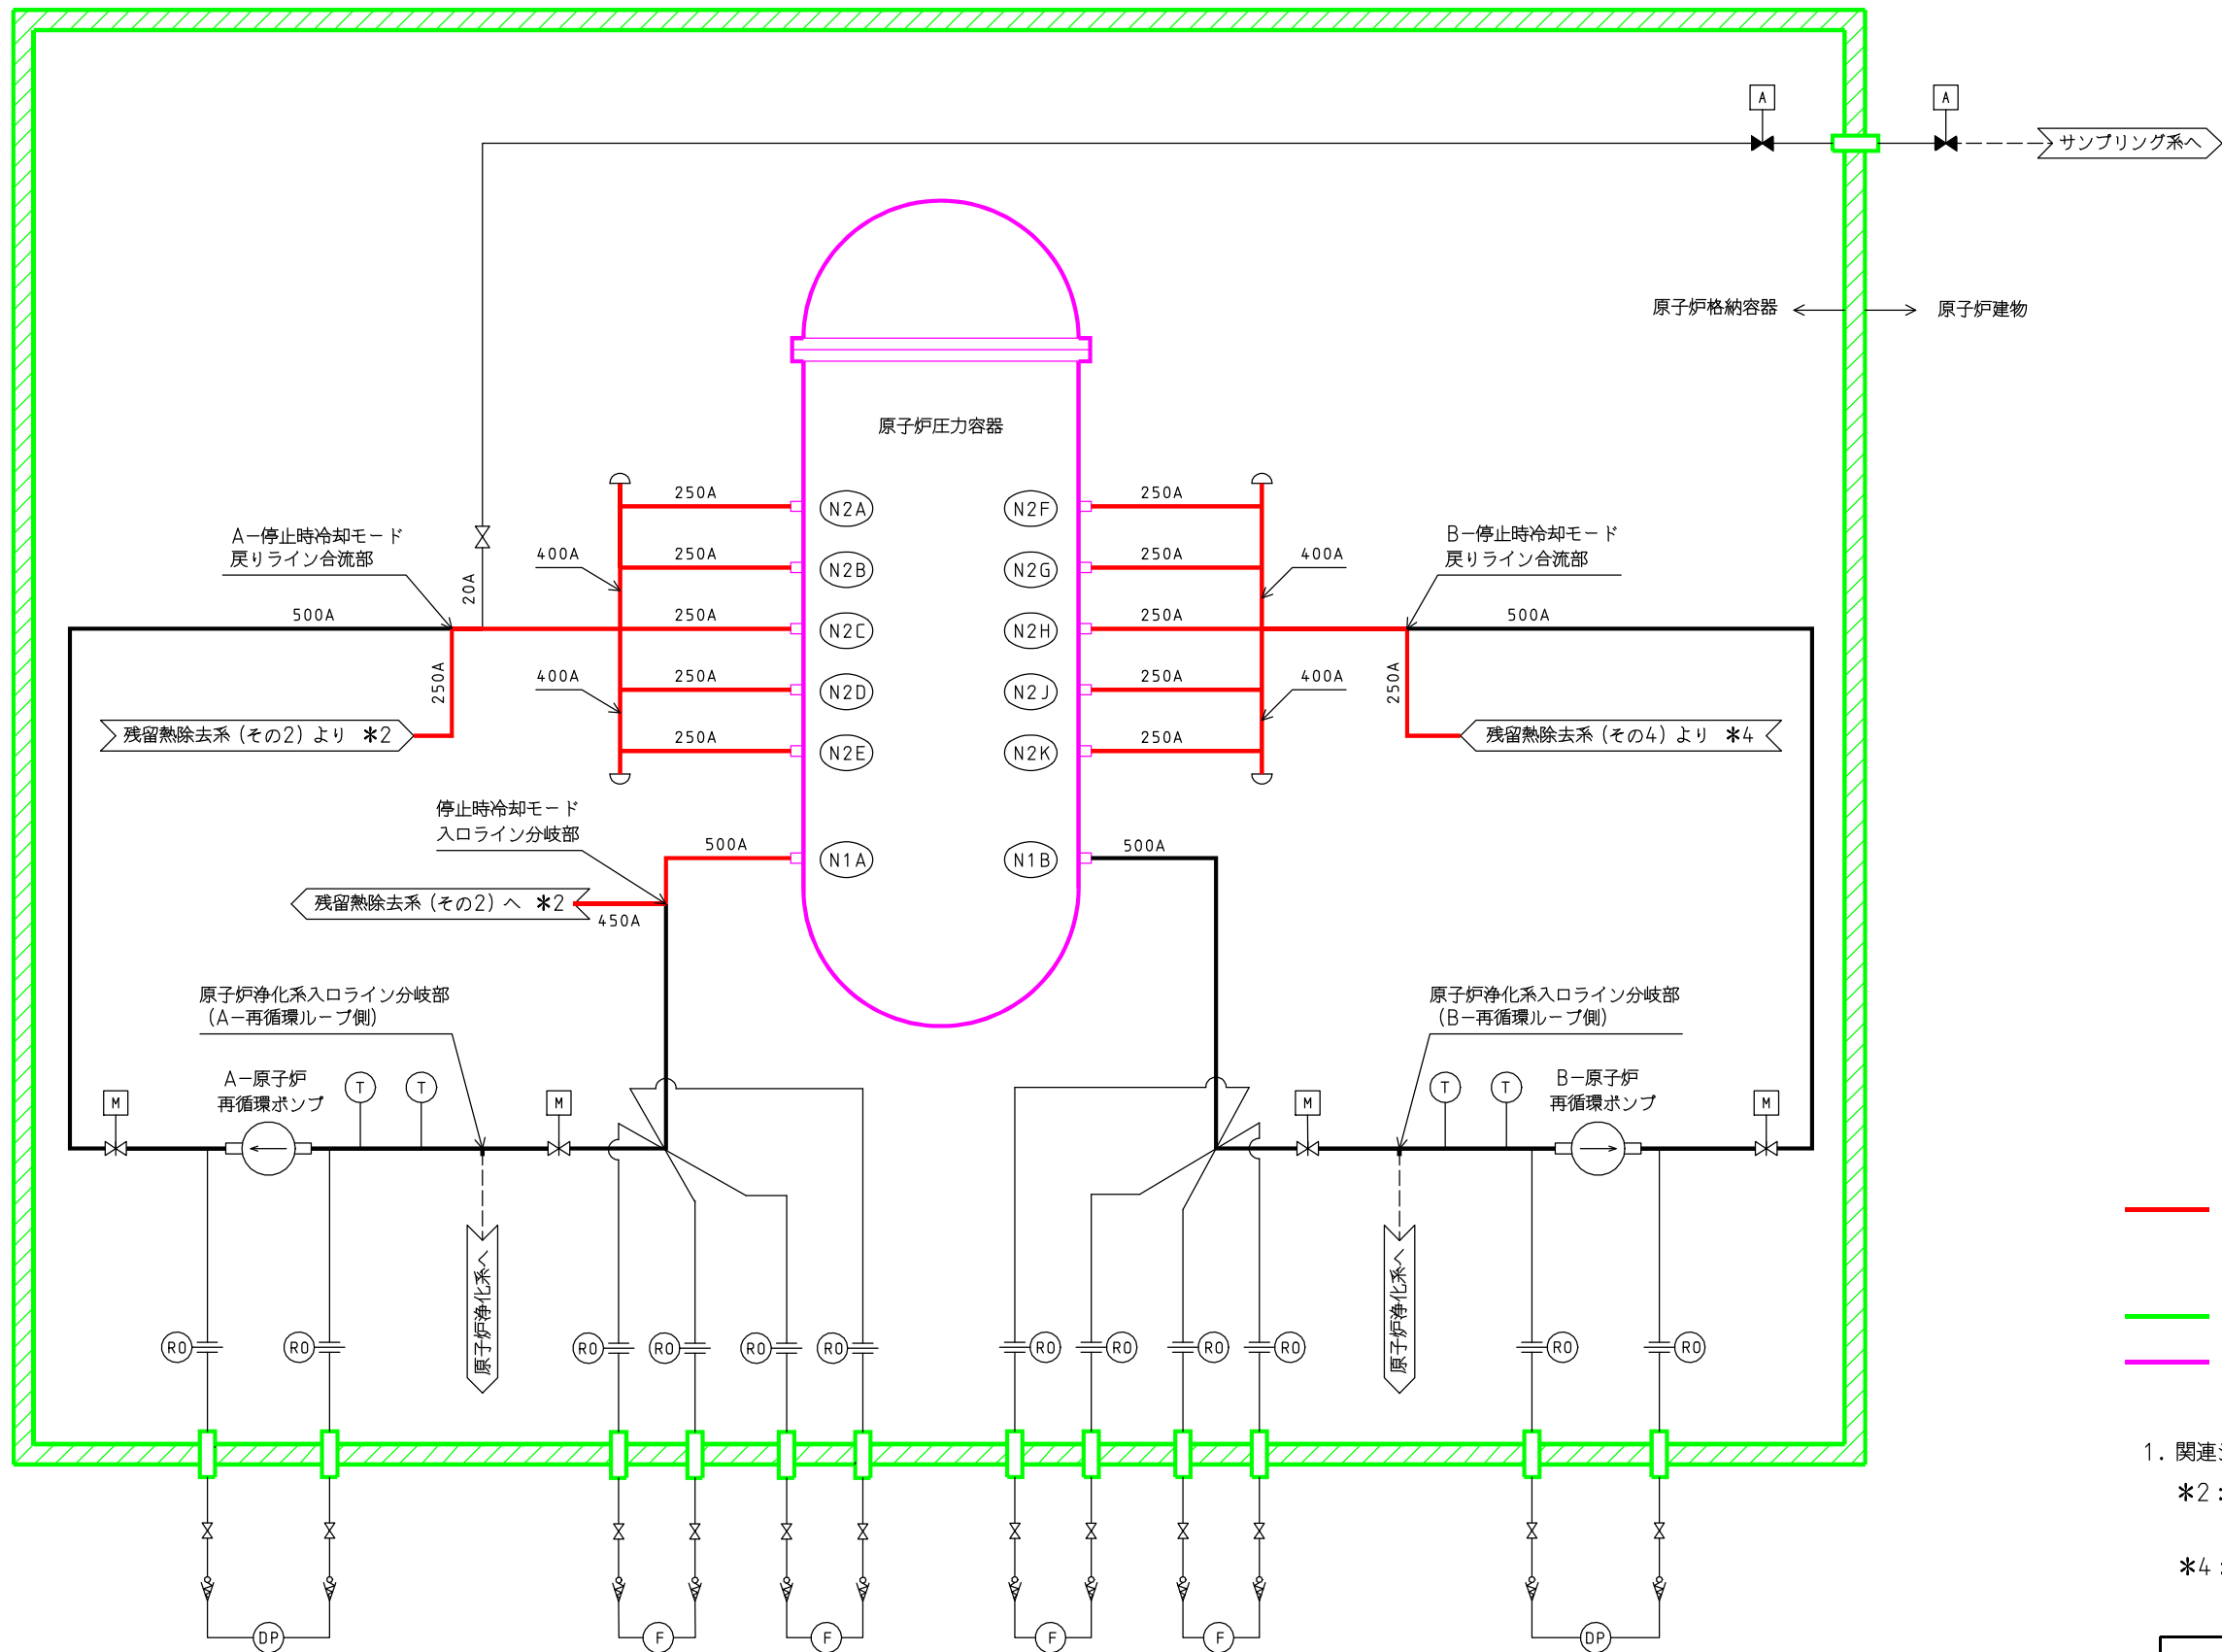 A
A
サンプリング系へ
原子炉格納容器
原子炉建物
原子炉圧力容器
250A
N2A
N2F
250A
A-停止時冷却モード
戻りライン合流部
B-停止時冷却モード
戻りライン合流部
400A
250A
N2B
N2G
250A
400A
20A
500A
250A
N2C
N2H
250A
500A
250A
400A
250A
N2D
N2J
250A
400A
250A
残留熱除去系(その2)より *2
250A
N2E
N2K
250A
残留熱除去系(その4)より *4
停止時冷却モード
入口ライン分岐部
500A
N1A
N1B
500A
残留熱除去系(その2)へ *2
450A
原子炉浄化系入口ライン分岐部
(A-再循環ループ側)
原子炉浄化系入口ライン分岐部
(B-再循環ループ側)
A-原子炉
再循環ポンプ
B-原子炉
再循環ポンプ
M
T
T
M
M
T
T
M
原子炉浄化系へ
原子炉浄化系へ
RO
RO
RO
RO
RO
RO
RO
RO
RO
RO
RO
RO
1. 関連
*2:
*4:
DP
F
F
F
F
DP